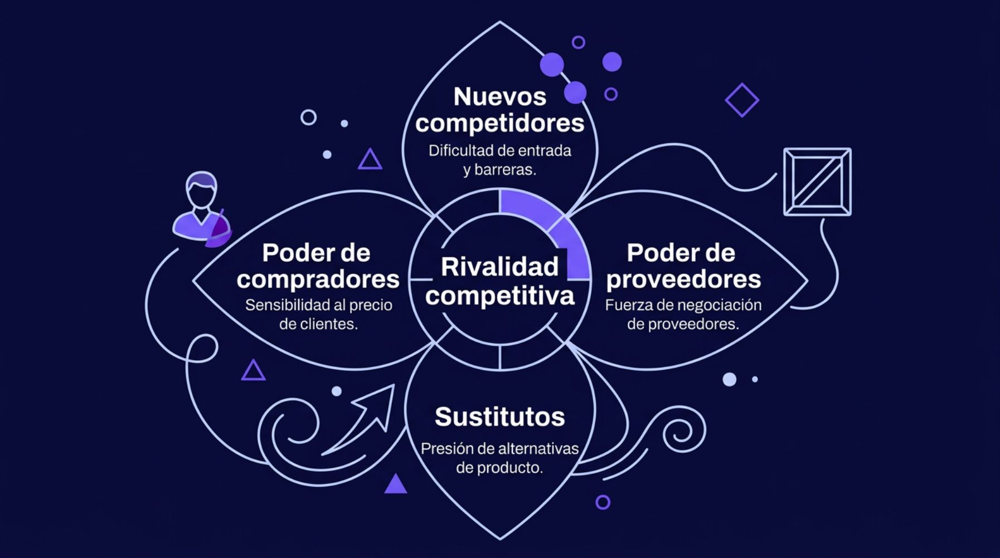 Nuevos
competidores
Dificultad de entrada
y barreras.
Poder de
compradores
Sensibilidad al precio
de clientes.
Rivalidad
competitiva
Poder de
proveedores
Fuerza de negociación
de proveedores.
Sustitutos
Presión de alternativas
de producto.